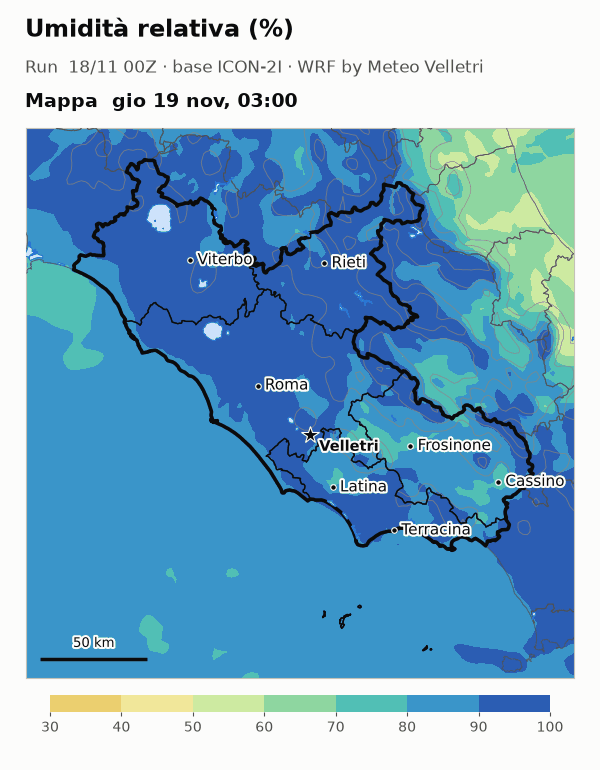 Umidità relativa (%)
Run  18/11 00Z · base ICON-2I · WRF by Meteo Velletri
Mappa  gio 19 nov, 03:00
Viterbo
Rieti
Roma
Velletri
Frosinone
Latina
Cassino
Terracina
50 km
30 40 50 60 70 80 90 100